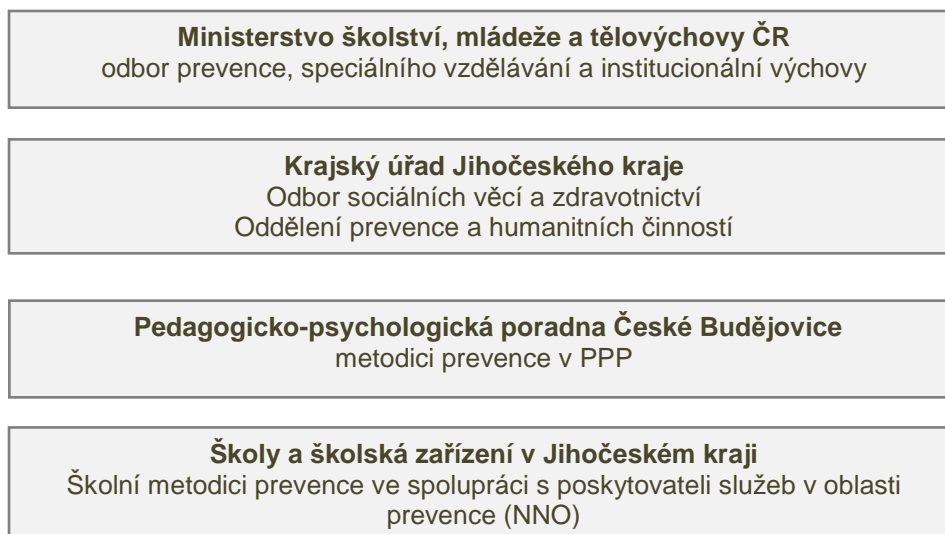 Ministerstvo školství, mládeže a tělovýchovy ČR
odbor prevence, speciálního vzdělávání a institucionální výchovy
Krajský úřad Jihočeského kraje
Odbor sociálních věcí a zdravotnictví
Oddělení prevence a humanitních činností
Pedagogicko-psychologická poradna České Budějovice
metodici prevence v PPP
Školy a školská zařízení v Jihočeském kraji
Školní metodici prevence ve spolupráci s poskytovateli služeb v oblasti
prevence (NNO)